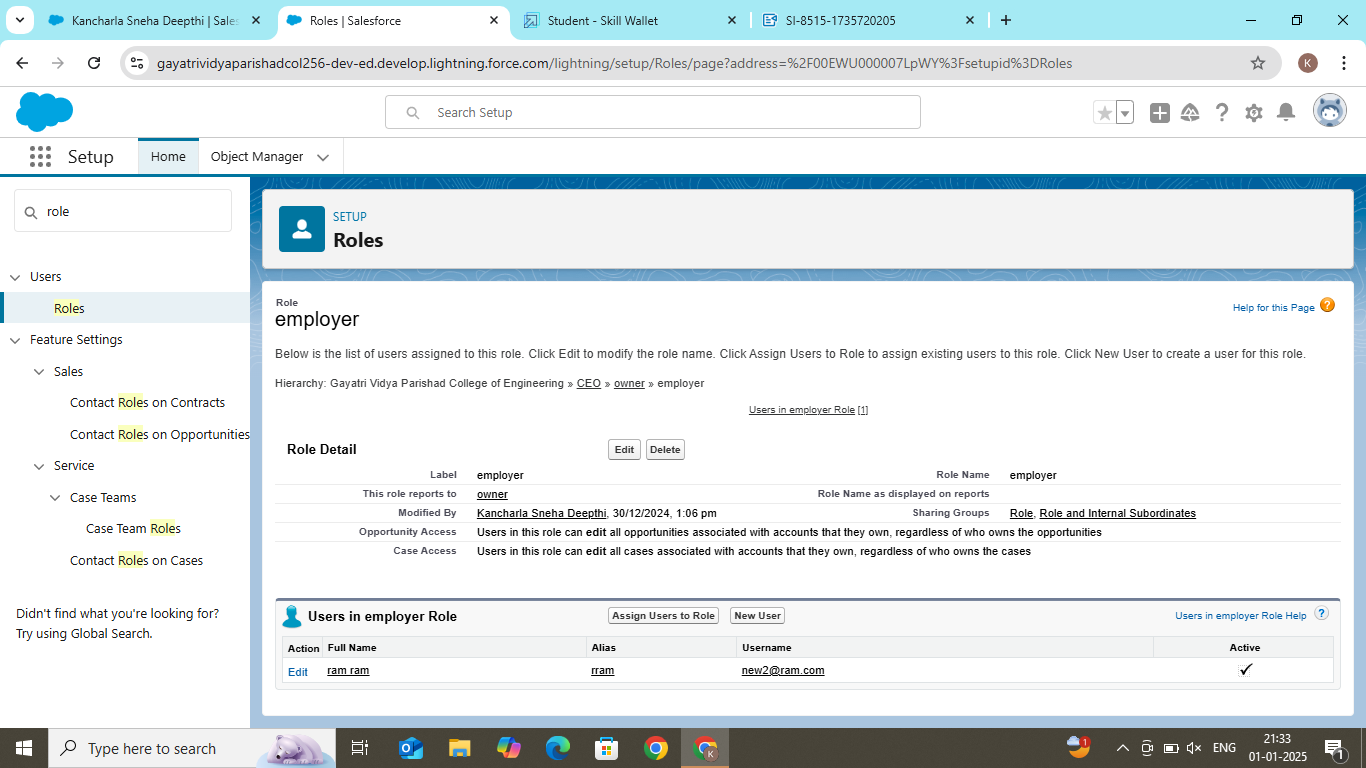 Kancharla Sneha Deepthi | Sales
Roles | Salesforce
Student - Skill Wallet
SI-8515-1735720205
gayatrividyaparishadcol256-dev-ed.develop.lightning.force.com/lightning/setup/Roles/page?address=%2F00EWU000007LpWY%3Fsetupid%3DRoles
K
Search Setup
Setup
Home
Object Manager
role
Users
Roles
Feature Settings
Sales
Contact Roles on Contracts
Contact Roles on Opportunities
Service
Case Teams
Case Team Roles
Contact Roles on Cases
Didn't find what you're looking for?
Try using Global Search.
SETUP
Roles
Role
employer
Help for this Page ?
Below is the list of users assigned to this role. Click Edit to modify the role name. Click Assign Users to Role to assign existing users to this role. Click New User to create a user for this role.
Hierarchy: Gayatri Vidya Parishad College of Engineering » CEO » owner » employer
Users in employer Role [1]
Role Detail Edit Delete
Label employer Role Name employer
This role reports to owner Role Name as displayed on reports
Modified By Kancharla Sneha Deepthi, 30/12/2024, 1:06 pm Sharing Groups Role, Role and Internal Subordinates
Opportunity Access Users in this role can edit all opportunities associated with accounts that they own, regardless of who owns the opportunities
Case Access Users in this role can edit all cases associated with accounts that they own, regardless of who owns the cases
Users in employer Role Assign Users to Role New User Users in employer Role Help ?
Action Full Name Alias Username Active
Edit ram ram rram new2@ram.com
Type here to search
K
1
ENG
21:33
01-01-2025
1